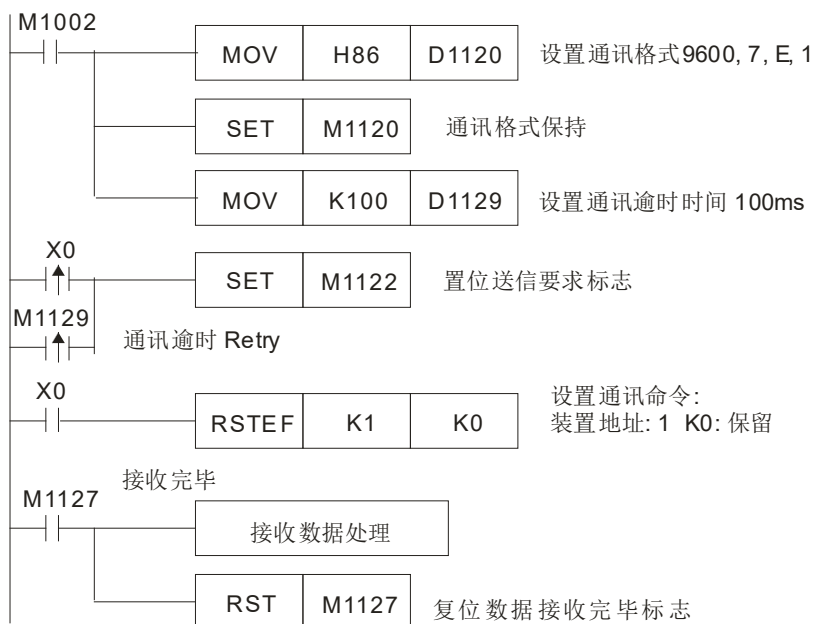 M1002
MOV H86 D1120 设置通讯格式9600, 7, E, 1
SET M1120 通讯格式保持
MOV K100 D1129 设置通讯逾时时间 100ms
X0
SET M1122 置位送信要求标志
M1129
通讯逾时 Retry
X0
设置通讯命令:
RSTEF K1 K0 装置地址: 1 K0: 保留
接收完毕
M1127
接收数据处理
RST M1127 复位数据接收完毕标志